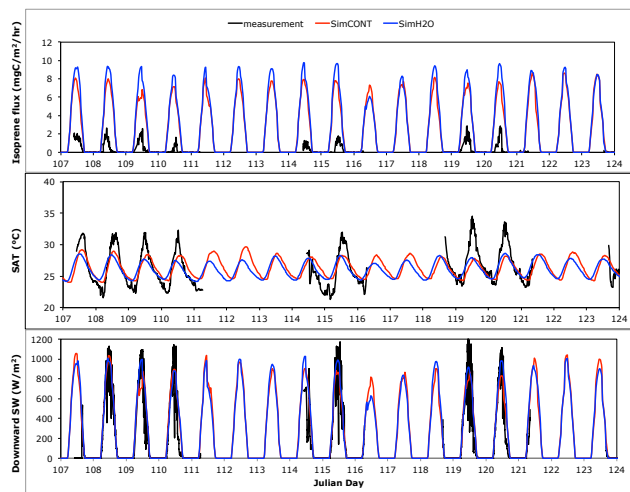 measurement SimCONT SimH2O
Isoprene flux (mgC/m²/hr)
12
10
8
6
4
2
0
107 108 109 110 111 112 113 114 115 116 117 118 119 120 121 122 123 124
SAT (°C)
40
35
30
25
20
107 108 109 110 111 112 113 114 115 116 117 118 119 120 121 122 123 124
Downward SW (W/m²)
1200
1000
800
600
400
200
0
107 108 109 110 111 112 113 114 115 116 117 118 119 120 121 122 123 124
Julian Day